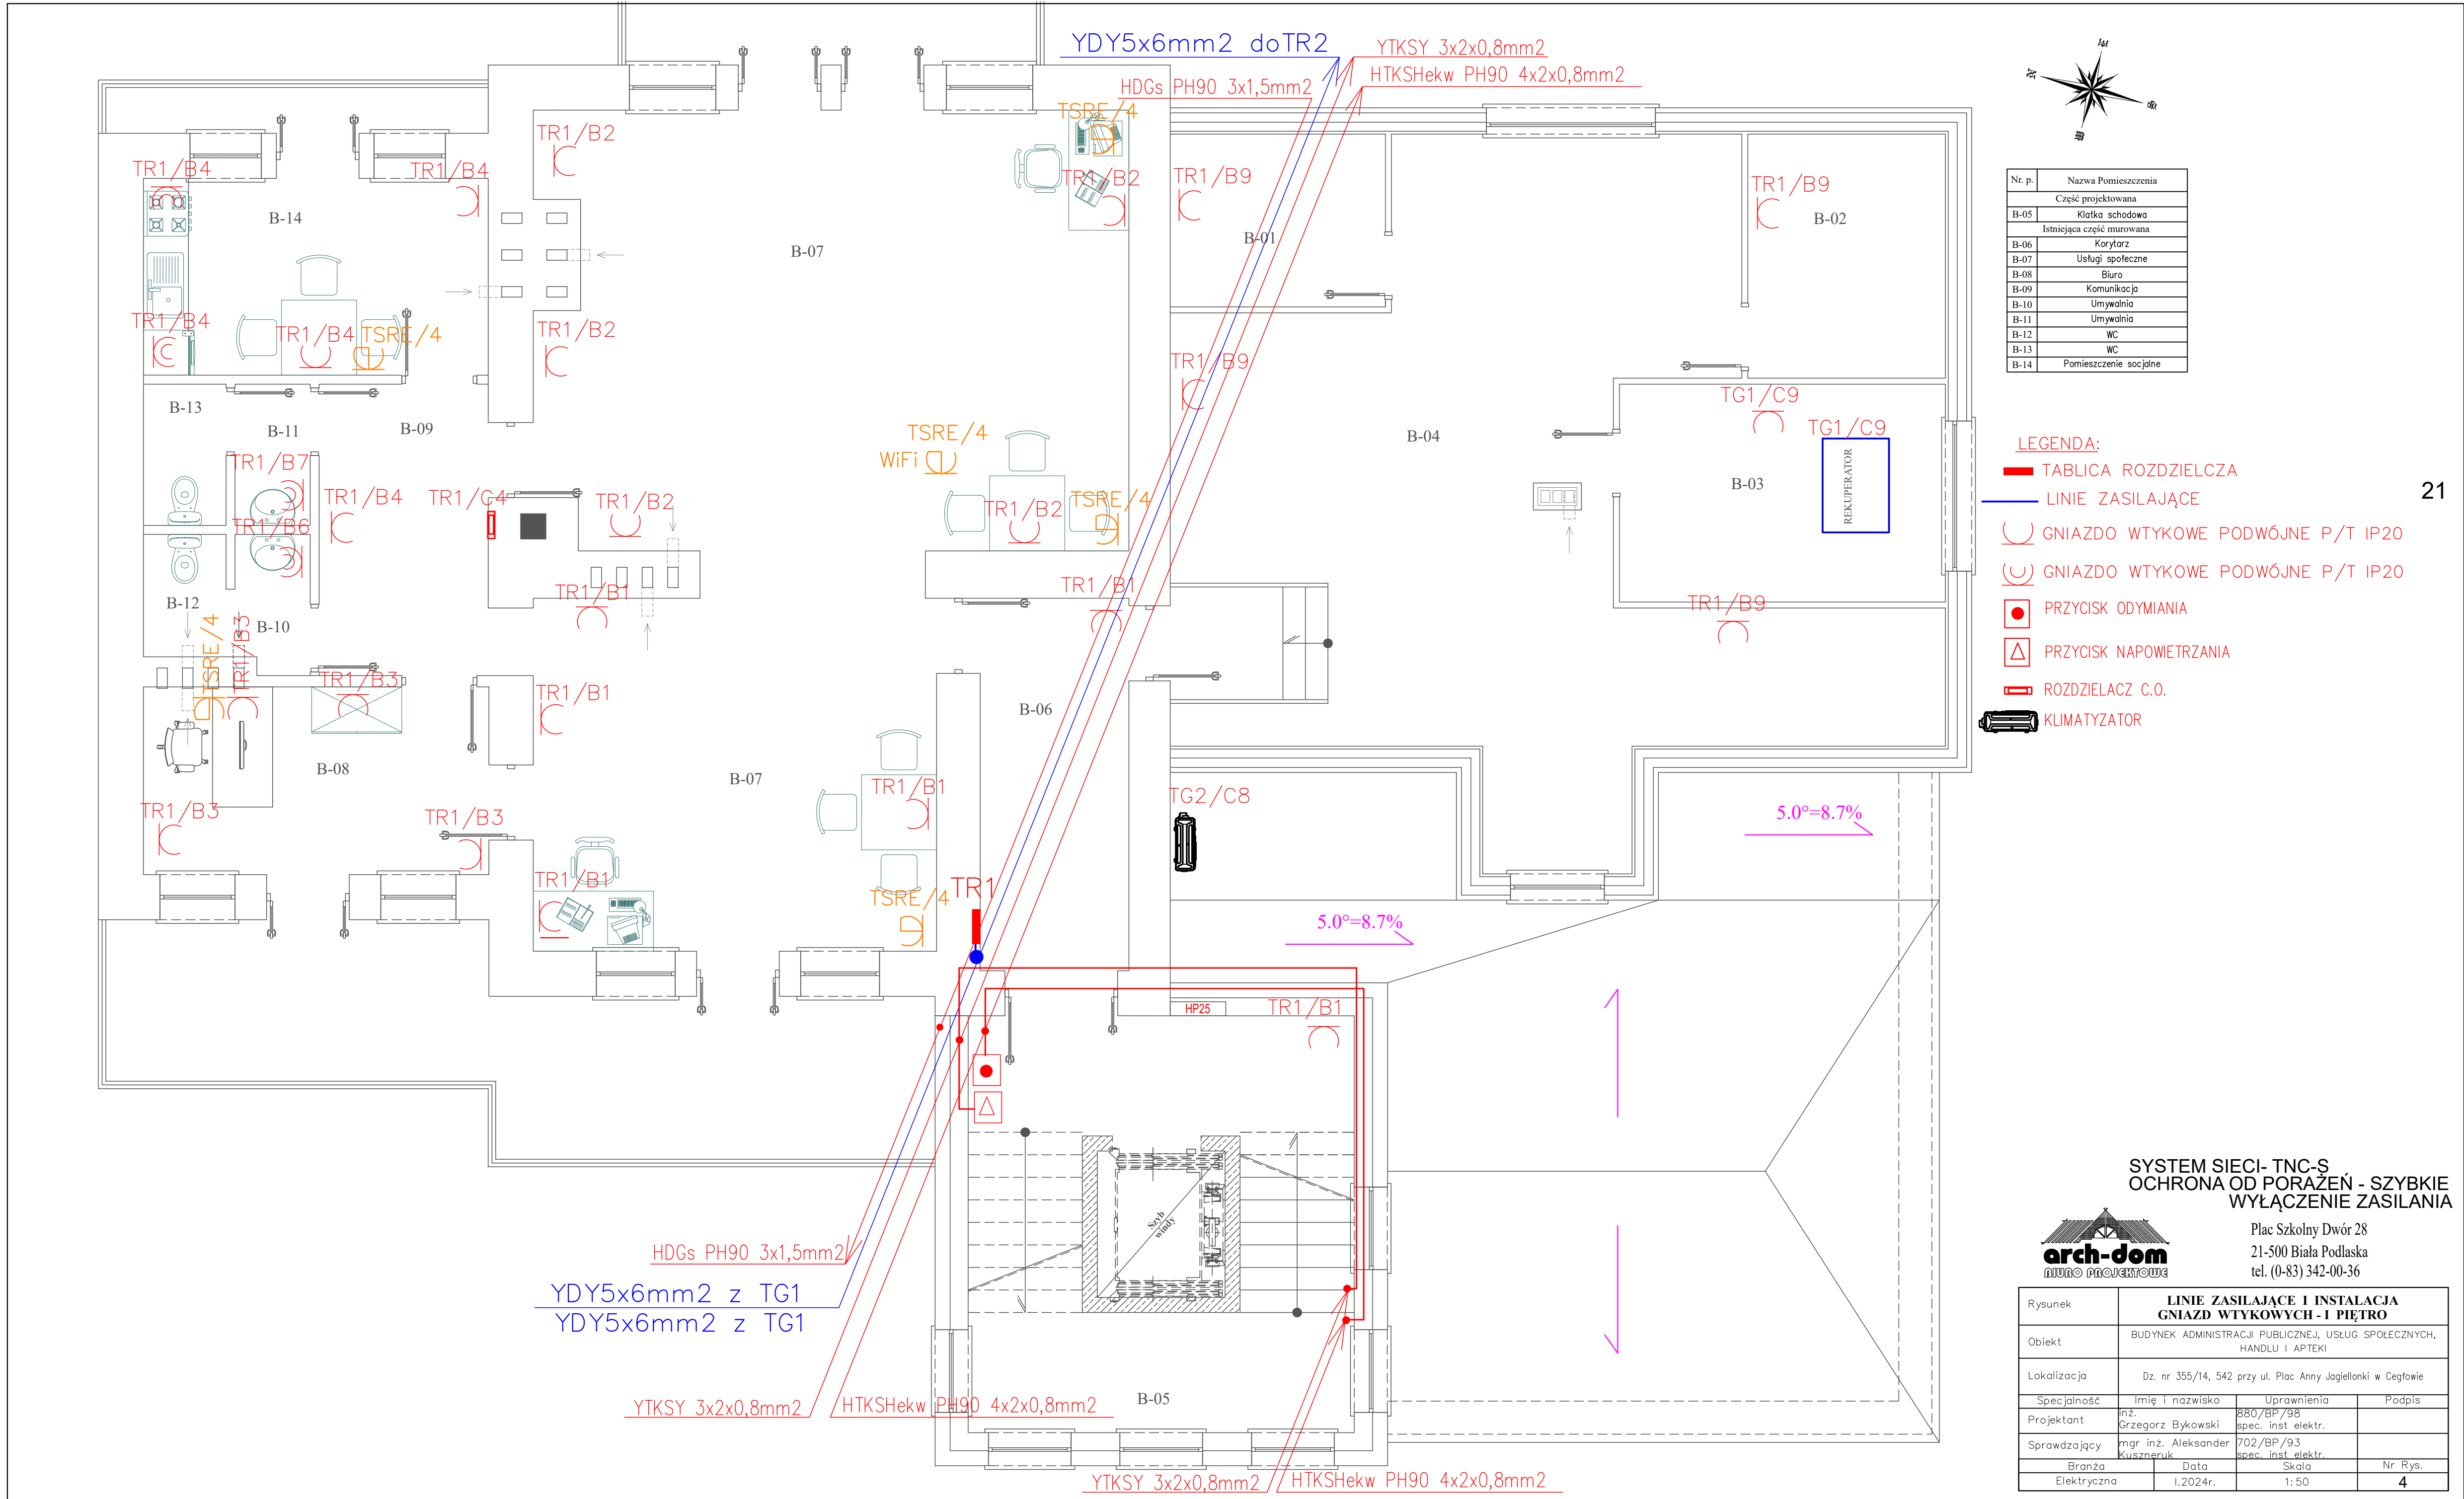 YDY5x6mm2 doTR2
YTKSY 3x2x0,8mm2
HDGs PH90 3x1,5mm2
HTKSHekw PH90 4x2x0,8mm2
TSRE/4
TR1/B2
TR1/B4
TR1/B4
TR1/B2
TR1/B9
TR1/B9
B-14
B-07
B-01
B-02
TR1/B4
TR1/B4
TSRE/4
TR1/B2
TR1/B9
B-13
B-11
B-09
TSRE/4
WiFi
B-04
TG1/C9
TG1/C9
REKUPERATOR
B-03
TR1/B7
TR1/B4
TR1/C4
TR1/B2
TR1/B2
TSRE/4
TR1/B6
B-12
B-10
TR1/B1
TR1/B1
TR1/B9
TSRE/4
TR1/B3
TR1/B3
TR1/B1
B-06
B-08
B-07
TR1/B1
TR1/B3
TR1/B3
TG2/C8
5.0°=8.7%
TR1/B1
TSRE/4
TR1
5.0°=8.7%
HP25
TR1/B1
Szyb
windy
HDGs PH90 3x1,5mm2
YDY5x6mm2 z TG1
YDY5x6mm2 z TG1
YTKSY 3x2x0,8mm2
HTKSHekw PH90 4x2x0,8mm2
B-05
YTKSY 3x2x0,8mm2
HTKSHekw PH90 4x2x0,8mm2
Nr. p. Nazwa Pomieszczenia
Część projektowana
B-05 Klatka schodowa
Istniejąca część murowana
B-06 Korytarz
B-07 Usługi społeczne
B-08 Biuro
B-09 Komunikacja
B-10 Umywalnia
B-11 Umywalnia
B-12 WC
B-13 WC
B-14 Pomieszczenie socjalne
LEGENDA:
TABLICA ROZDZIELCZA
LINIE ZASILAJĄCE
GNIAZDO WTYKOWE PODWÓJNE P/T IP20
GNIAZDO WTYKOWE PODWÓJNE P/T IP20
PRZYCISK ODYMIANIA
PRZYCISK NAPOWIETRZANIA
ROZDZIELACZ C.O.
KLIMATYZATOR
21
SYSTEM SIECI- TNC-S
OCHRONA OD PORAŻEŃ - SZYBKIE
WYŁĄCZENIE ZASILANIA
arch-dom
BIURO PROJEKTOWE
Plac Szkolny Dwór 28
21-500 Biała Podlaska
tel. (0-83) 342-00-36
Rysunek LINIE ZASILAJĄCE I INSTALACJA
GNIAZD WTYKOWYCH - I PIĘTRO
Obiekt BUDYNEK ADMINISTRACJI PUBLICZNEJ, USŁUG SPOŁECZNYCH,
HANDLU I APTEKI
Lokalizacja Dz. nr 355/14, 542 przy ul. Plac Anny Jagiellonki w Cegłowie
Specjalność Imię i nazwisko Uprawnienia Podpis
Projektant inż. Grzegorz Bykowski 880/BP/98 spec. inst elektr.
Sprawdzający mgr inż. Aleksander Kuszneruk 702/BP/93 spec. inst elektr.
Branża Data Skala Nr Rys.
Elektryczna I.2024r. 1:50 4